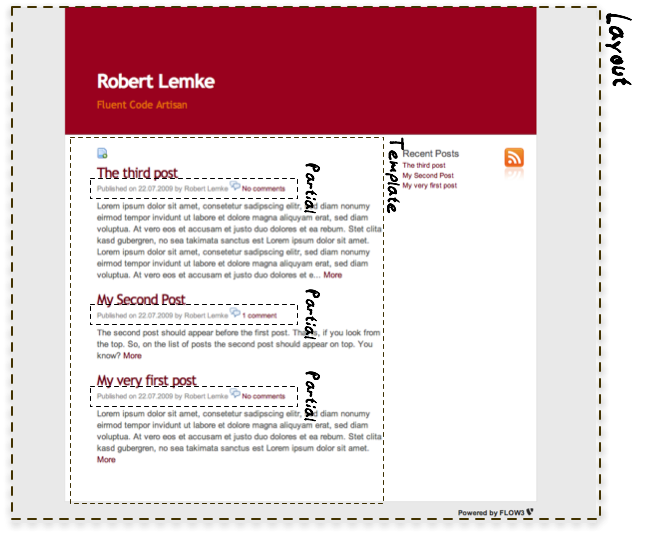 Layout
Robert Lemke
Fluent Code Artisan
Template
Recent Posts
The third post
My Second Post
My very first post
The third post
Partial
Published on 22.07.2009 by Robert Lemke No comments
Lorem ipsum dolor sit amet, consetetur sadipscing elitr, sed diam nonumy
eirmod tempor invidunt ut labore et dolore magna aliquyam erat, sed diam
voluptua. At vero eos et accusam et justo duo dolores et ea rebum. Stet clita
kasd gubergren, no sea takimata sanctus est Lorem ipsum dolor sit amet.
Lorem ipsum dolor sit amet, consetetur sadipscing elitr, sed diam nonumy
eirmod tempor invidunt ut labore et dolore magna aliquyam erat, sed diam
voluptua. At vero eos et accusam et justo duo dolores et e... More
My Second Post
Partial
Published on 22.07.2009 by Robert Lemke 1 comment
The second post should appear before the first post. That is, if you look from
the top. So, on the list of posts the second post should appear on top. You
know? More
My very first post
Partial
Published on 22.07.2009 by Robert Lemke No comments
Lorem ipsum dolor sit amet, consetetur sadipscing elitr, sed diam nonumy
eirmod tempor invidunt ut labore et dolore magna aliquyam erat, sed diam
voluptua. At vero eos et accusam et justo duo dolores et ea rebum. Stet clita
kasd gubergren, no sea takimata sanctus est Lorem ipsum dolor sit amet.
More
Powered by FLOW3